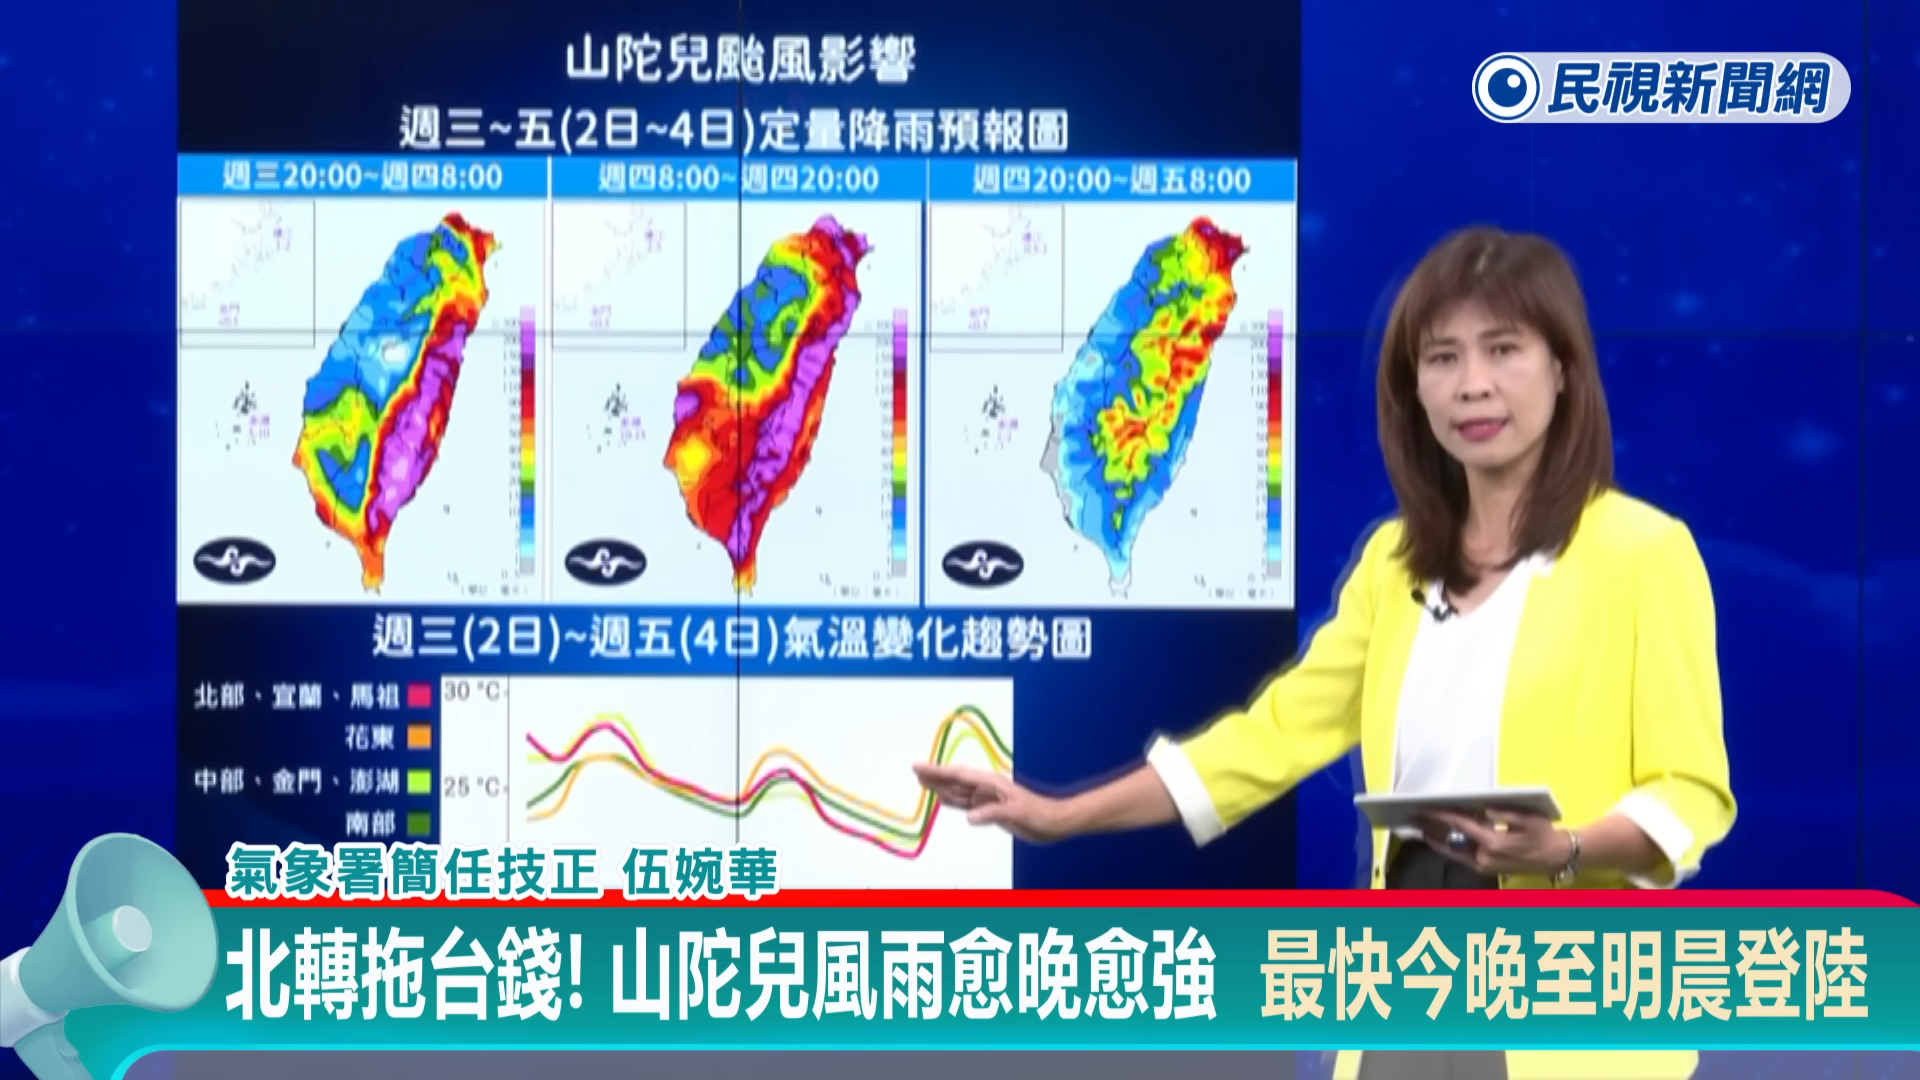 山陀兒颱風影響
民視新聞網
週三~五(2日~4日)定量降雨預報圖
週三20:00~週四8:00
週四8:00~週四20:00
週四20:00~週五8:00
週三(2日)~週五(4日)氣溫變化趨勢圖
北部、宜蘭、馬祖
花東
中部、金門、澎湖
南部
30 °C
25 °C
氣象署簡任技正 伍婉華
北轉拖台錢! 山陀兒風雨愈晚愈強 最快今晚至明晨登陸